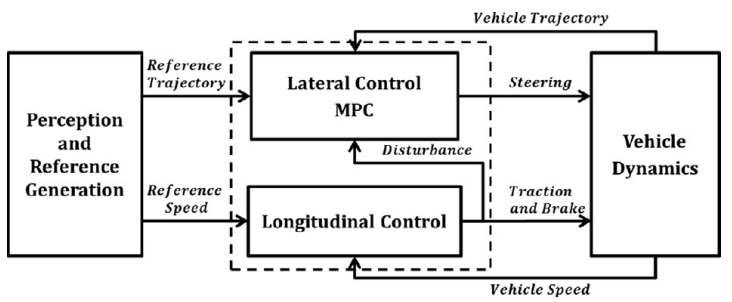 Vehicle Trajectory
Reference
Trajectory
Lateral Control
MPC
Steering
Perception
and
Reference
Generation
Disturbance
Vehicle
Dynamics
Reference
Speed
Longitudinal Control
Traction
and Brake
Vehicle Speed